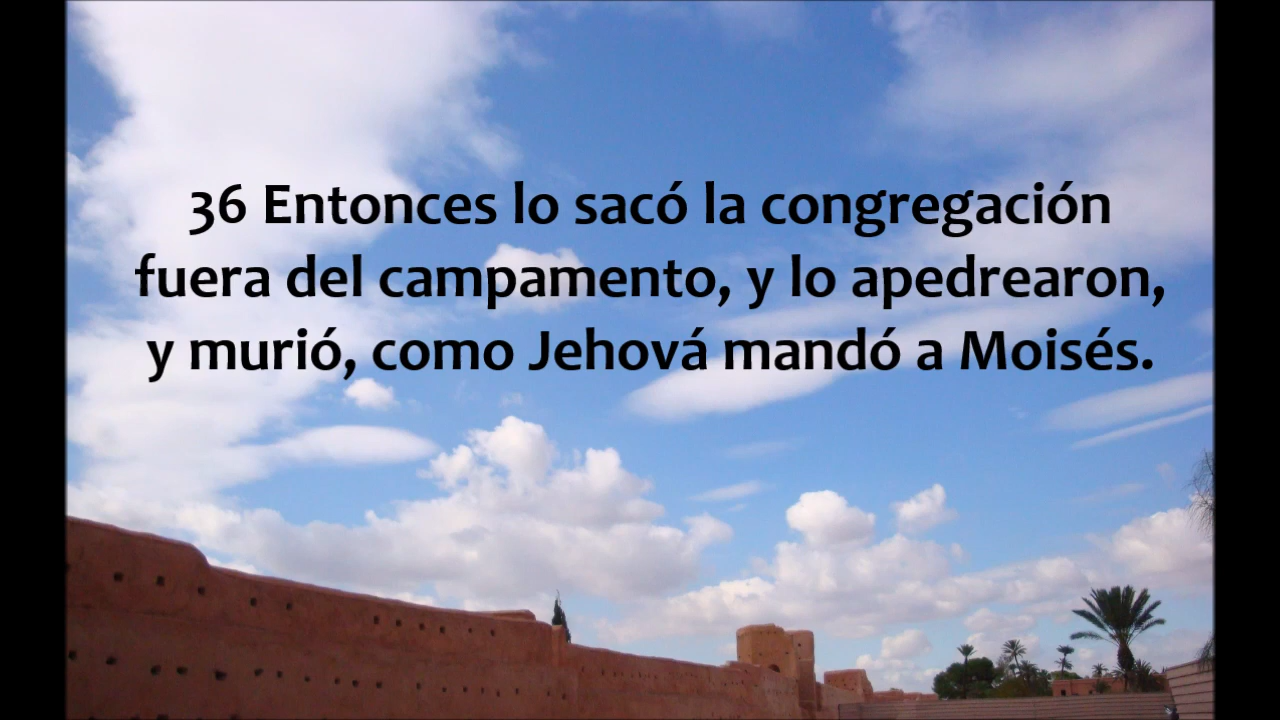 36 Entonces lo sacó la congregación
fuera del campamento, y lo apedrearon,
y murió, como Jehová mandó a Moisés.